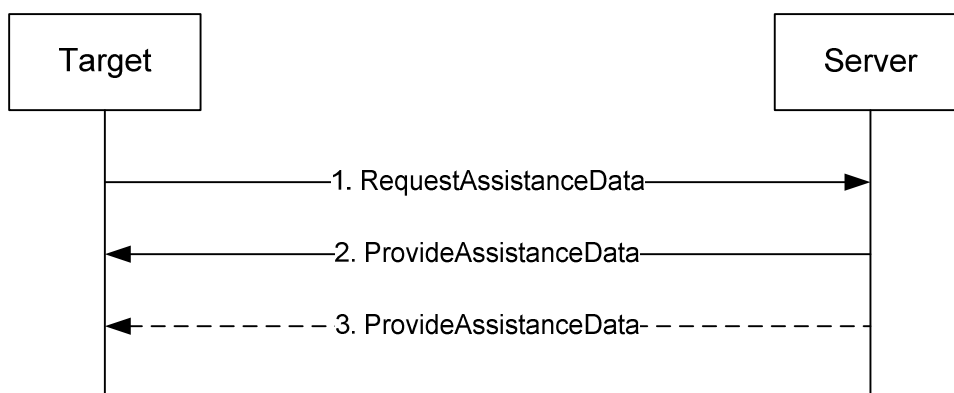 Target
Server
1. RequestAssistanceData
2. ProvideAssistanceData
3. ProvideAssistanceData